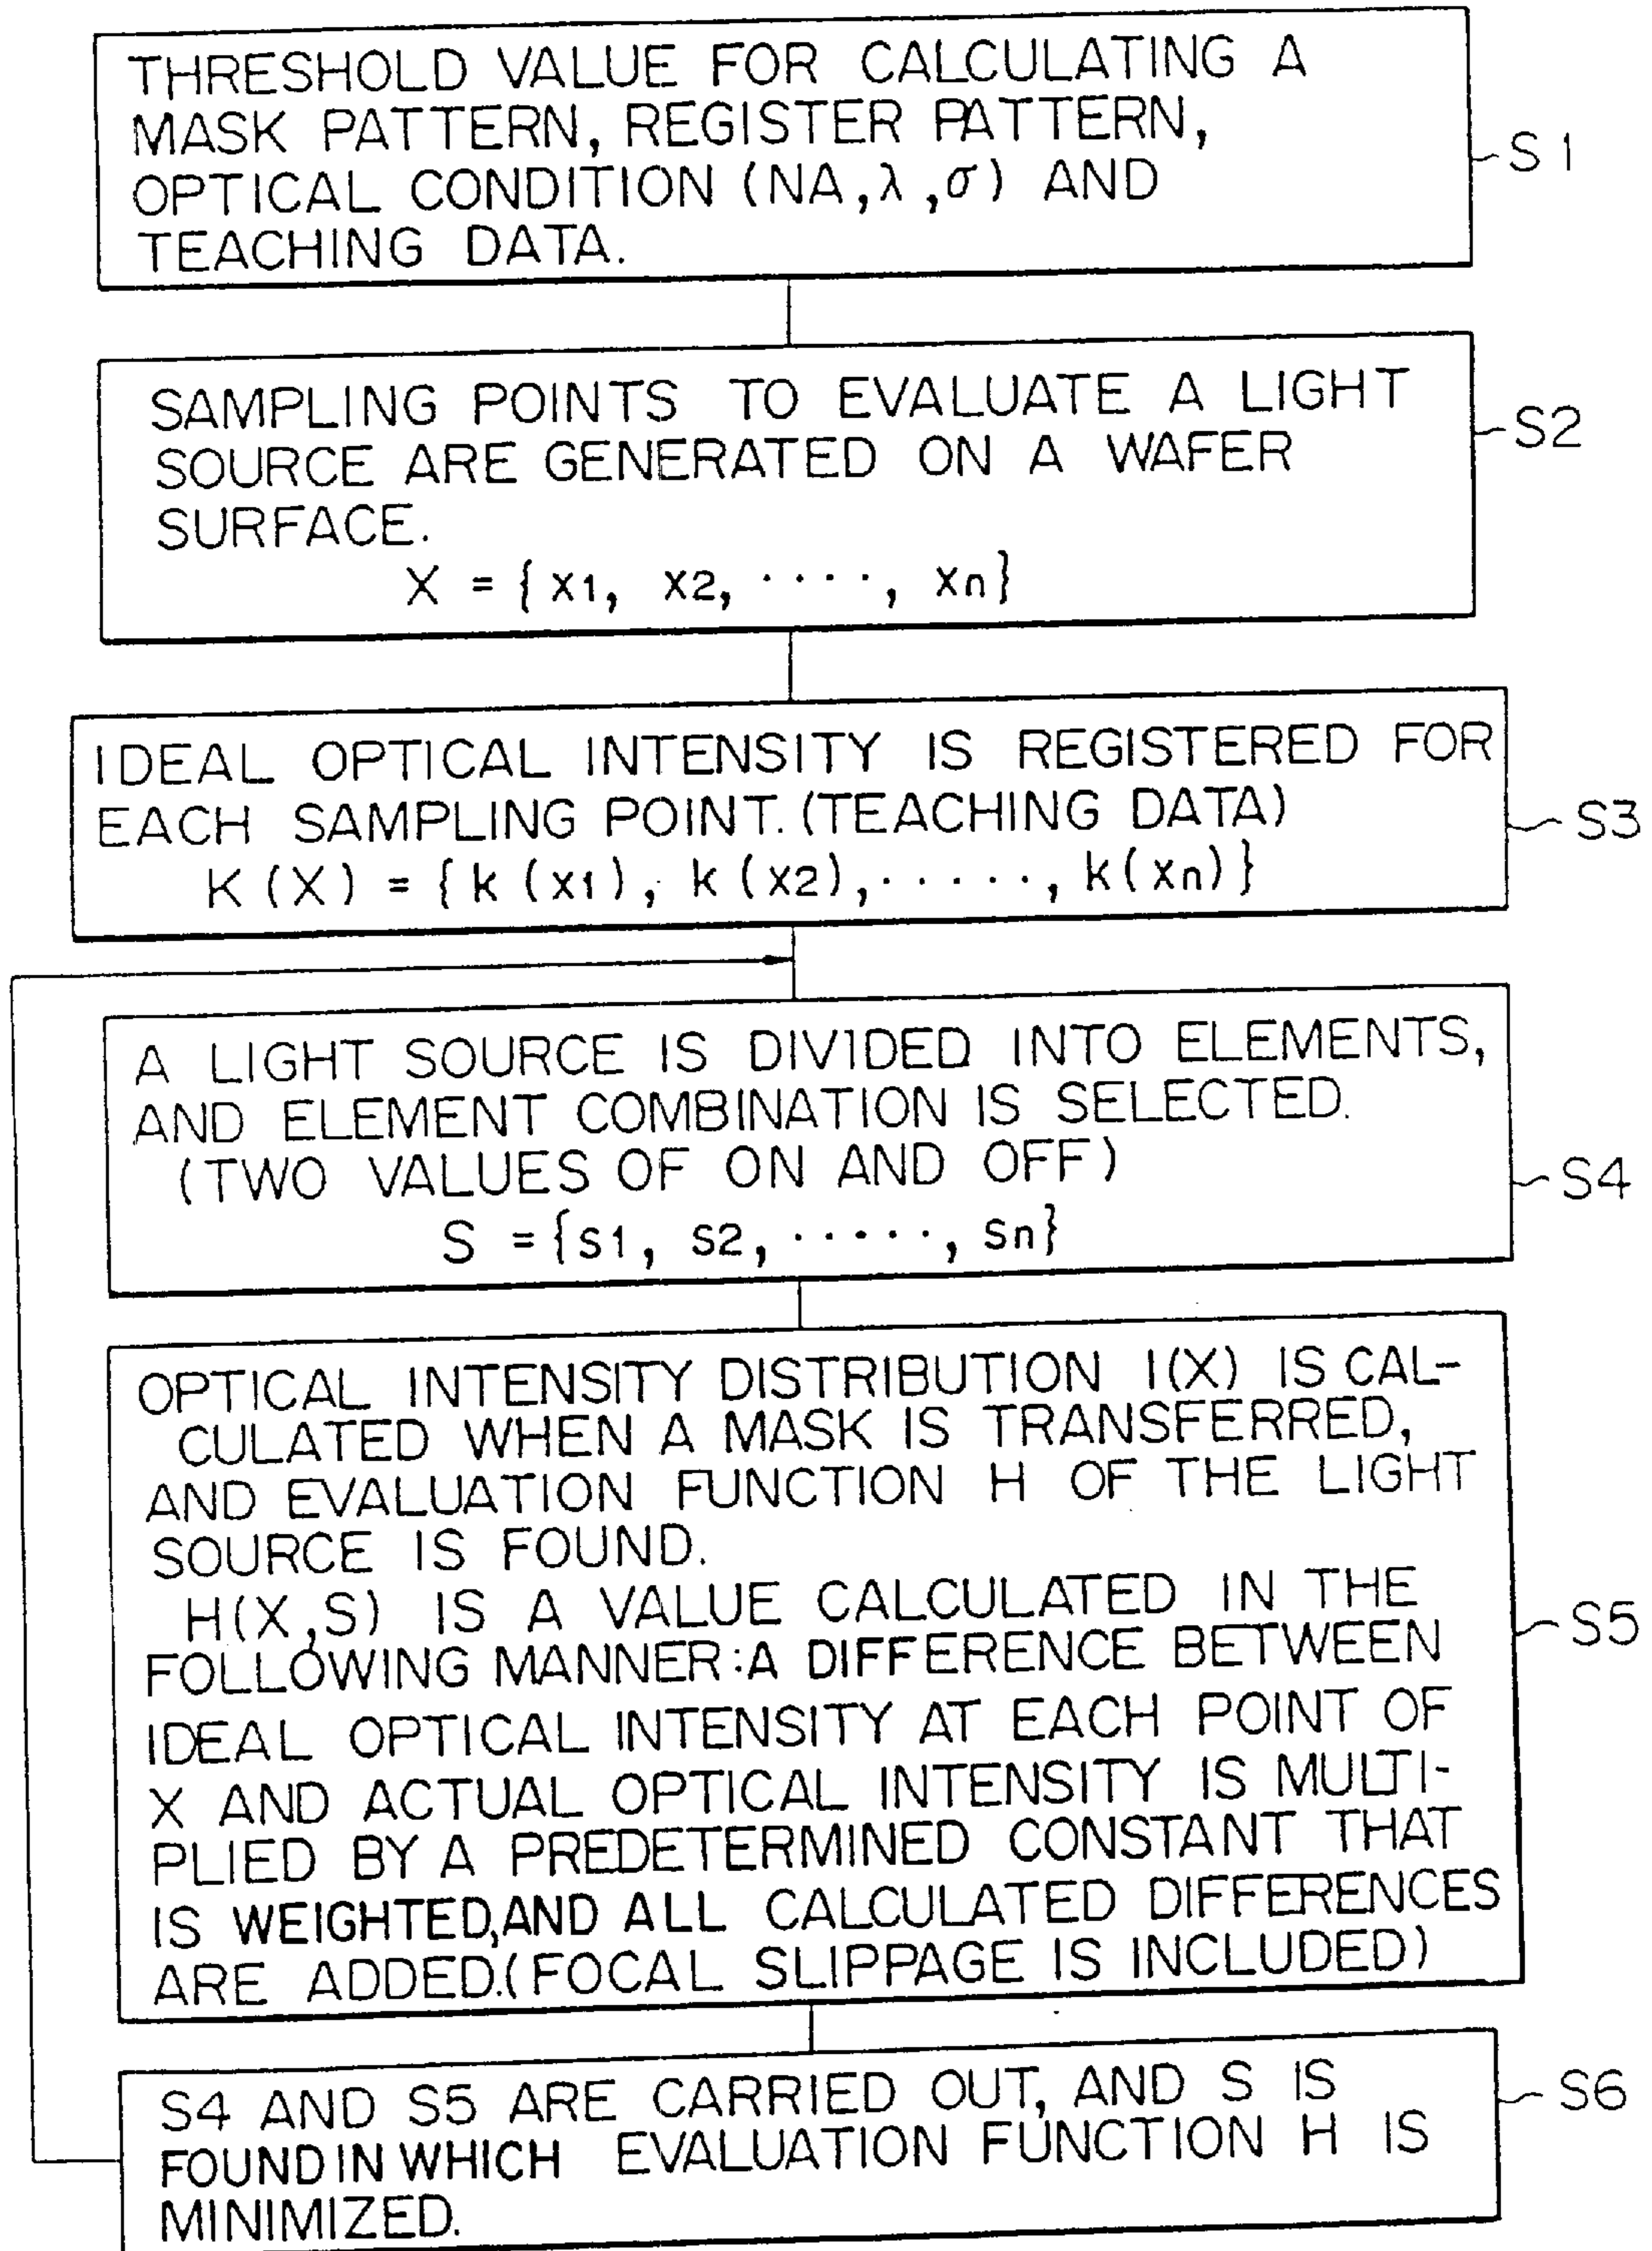 THRESHOLD VALUE FOR CALCULATING A
MASK PATTERN, REGISTER PATTERN,
OPTICAL CONDITION (NA,λ,σ) AND
TEACHING DATA.
S1
SAMPLING POINTS TO EVALUATE A LIGHT
SOURCE ARE GENERATED ON A WAFER
SURFACE.
X = {x1, x2, ····, xn}
S2
IDEAL OPTICAL INTENSITY IS REGISTERED FOR
EACH SAMPLING POINT. (TEACHING DATA)
K(X) = {k(x1), k(x2), ·····, k(xn)}
S3
A LIGHT SOURCE IS DIVIDED INTO ELEMENTS,
AND ELEMENT COMBINATION IS SELECTED.
(TWO VALUES OF ON AND OFF)
S = {s1, s2, ·····, sn}
S4
OPTICAL INTENSITY DISTRIBUTION I(X) IS CAL-
CULATED WHEN A MASK IS TRANSFERRED,
AND EVALUATION FUNCTION H OF THE LIGHT
SOURCE IS FOUND.
H(X,S) IS A VALUE CALCULATED IN THE
FOLLOWING MANNER:A DIFFERENCE BETWEEN
IDEAL OPTICAL INTENSITY AT EACH POINT OF
X AND ACTUAL OPTICAL INTENSITY IS MULTI-
PLIED BY A PREDETERMINED CONSTANT THAT
IS WEIGHTED,AND ALL CALCULATED DIFFERENCES
ARE ADDED.(FOCAL SLIPPAGE IS INCLUDED)
S5
S4 AND S5 ARE CARRIED OUT, AND S IS
FOUND IN WHICH EVALUATION FUNCTION H IS
MINIMIZED.
S6